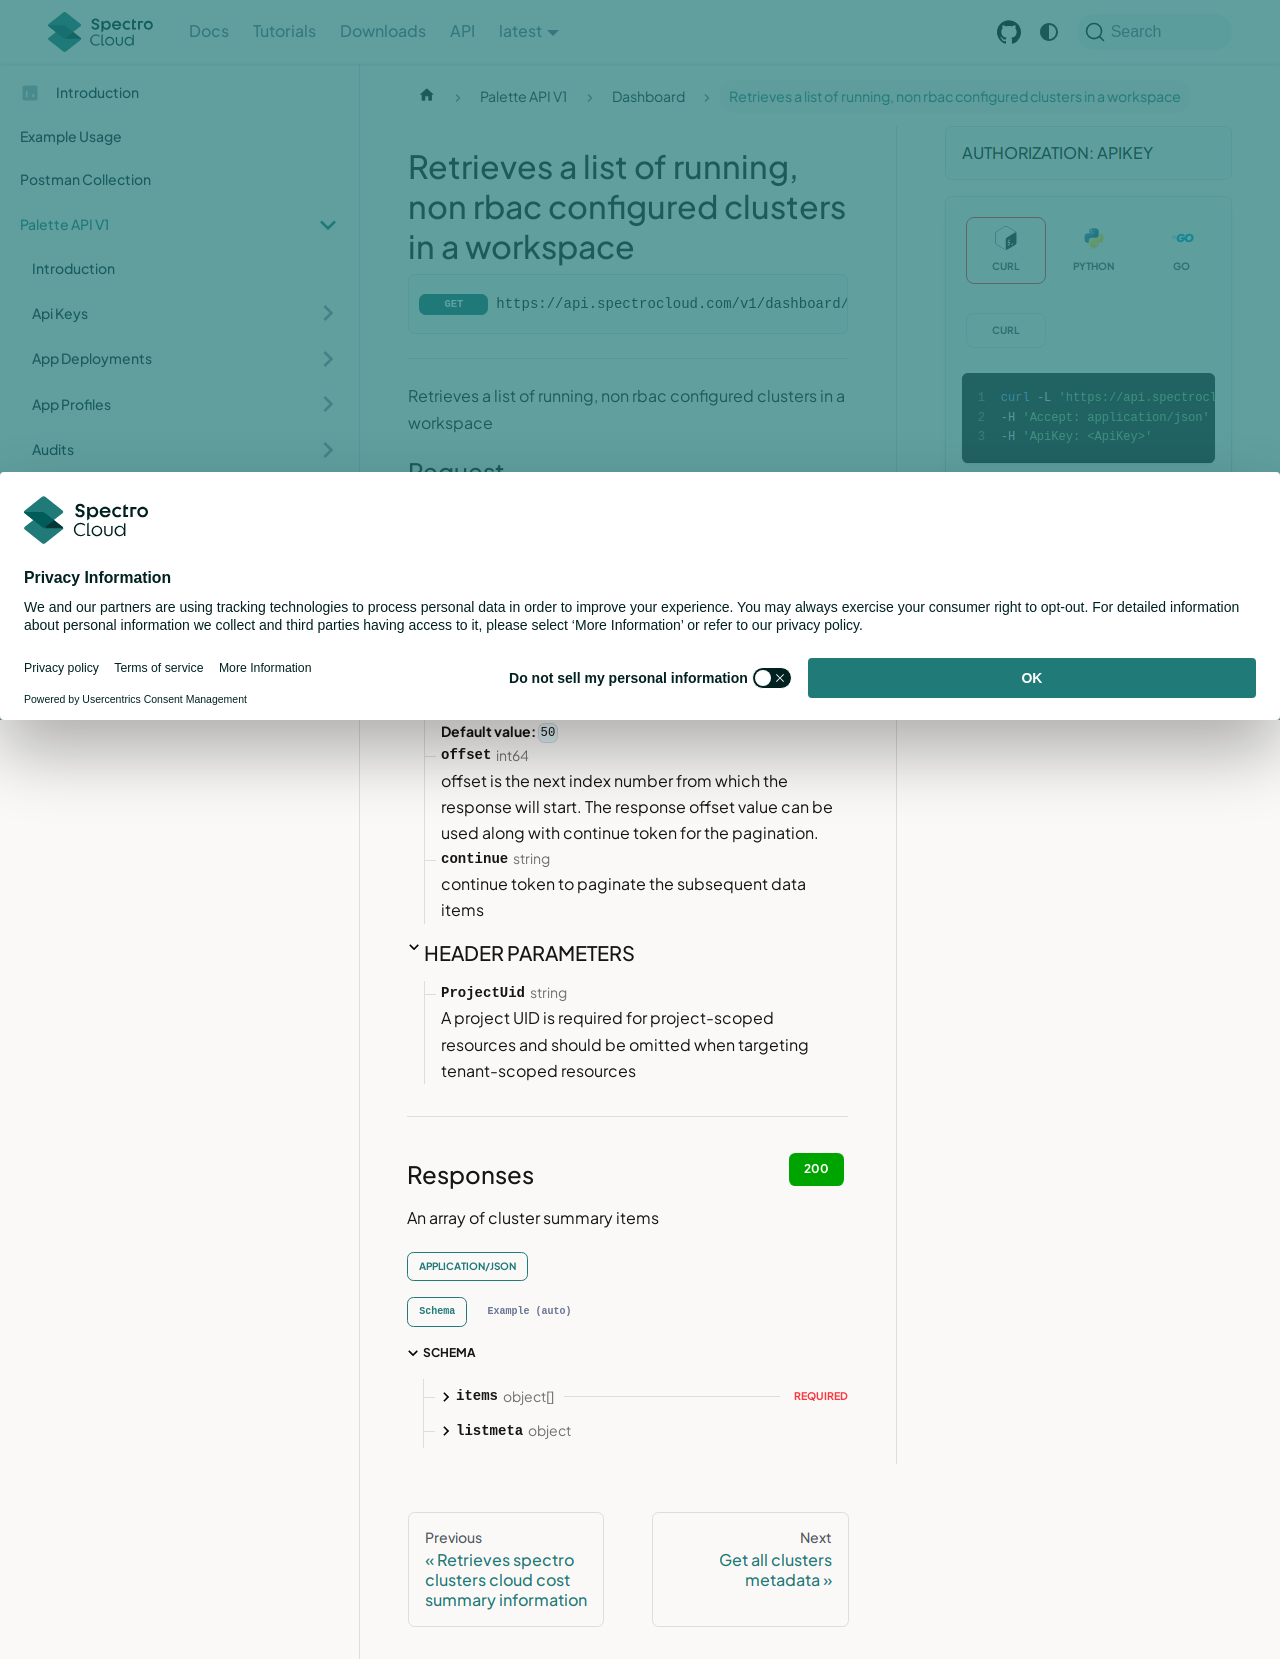 Spectro Cloud
Docs
Tutorials
Downloads
API
latest
Search
Introduction
Example Usage
Postman Collection
Palette API V1
Introduction
Api Keys
App Deployments
App Profiles
Audits
Palette API V1
Dashboard
Retrieves a list of running, non rbac configured clusters in a workspace
Retrieves a list of running,
non rbac configured clusters
in a workspace
GET https://api.spectrocloud.com/v1/dashboard/
Retrieves a list of running, non rbac configured clusters in a
workspace
Request
AUTHORIZATION: APIKEY
CURL
PYTHON
GO
CURL
1 curl -L 'https://api.spectrocl
2 -H 'Accept: application/json'
3 -H 'ApiKey: <ApiKey>'
Spectro
Cloud
Privacy Information
We and our partners are using tracking technologies to process personal data in order to improve your experience. You may always exercise your consumer right to opt-out. For detailed information
about personal information we collect and third parties having access to it, please select ‘More Information’ or refer to our privacy policy.
Privacy policy
Terms of service
More Information
Powered by Usercentrics Consent Management
Do not sell my personal information
OK
Default value: 50
offset int64
offset is the next index number from which the
response will start. The response offset value can be
used along with continue token for the pagination.
continue string
continue token to paginate the subsequent data
items
HEADER PARAMETERS
ProjectUid string
A project UID is required for project-scoped
resources and should be omitted when targeting
tenant-scoped resources
Responses
200
An array of cluster summary items
APPLICATION/JSON
Schema
Example (auto)
SCHEMA
items object[]
REQUIRED
listmeta object
Previous
« Retrieves spectro
clusters cloud cost
summary information
Next
Get all clusters
metadata »